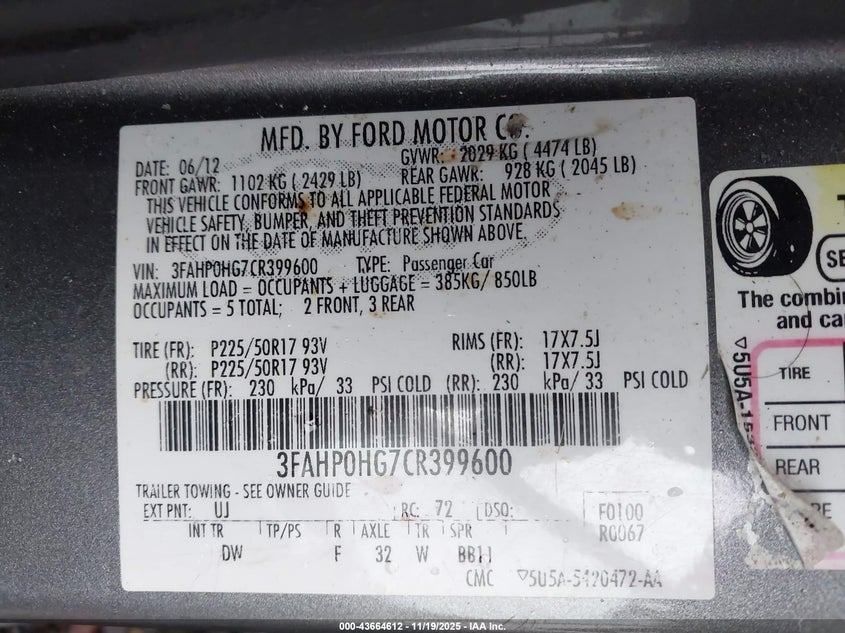 MFD. BY FORD MOTOR CO.
DATE: 06/12 GVWR: 2029 KG ( 4474 LB)
FRONT GAWR: 1102 KG ( 2429 LB) REAR GAWR: 928 KG ( 2045 LB)
THIS VEHICLE CONFORMS TO ALL APPLICABLE FEDERAL MOTOR
VEHICLE SAFETY, BUMPER, AND THEFT PREVENTION STANDARDS
IN EFFECT ON THE DATE OF MANUFACTURE SHOWN ABOVE.
VIN: 3FAHP0HG7CR399600 TYPE: Passenger Car
MAXIMUM LOAD = OCCUPANTS + LUGGAGE = 385KG/ 850LB
OCCUPANTS = 5 TOTAL; 2 FRONT, 3 REAR
TIRE (FR): P225/50R17 93V RIMS (FR): 17X7.5J
(RR): P225/50R17 93V (RR): 17X7.5J
PRESSURE (FR): 230 kPa/ 33 PSI COLD (RR): 230 kPa/ 33 PSI COLD
3FAHP0HG7CR399600
TRAILER TOWING - SEE OWNER GUIDE
EXT PNT: UJ RC: 72 DSO: F0100
R0067
INT TR TP/PS R AXLE TR SPR
DW F 32 W BB11
CMC ▽5U5A-5420472-AA
The combin
and ca
▽5U5A-153
TIRE
FRONT
REAR
000-43664612 - 11/19/2025 - IAA Inc.